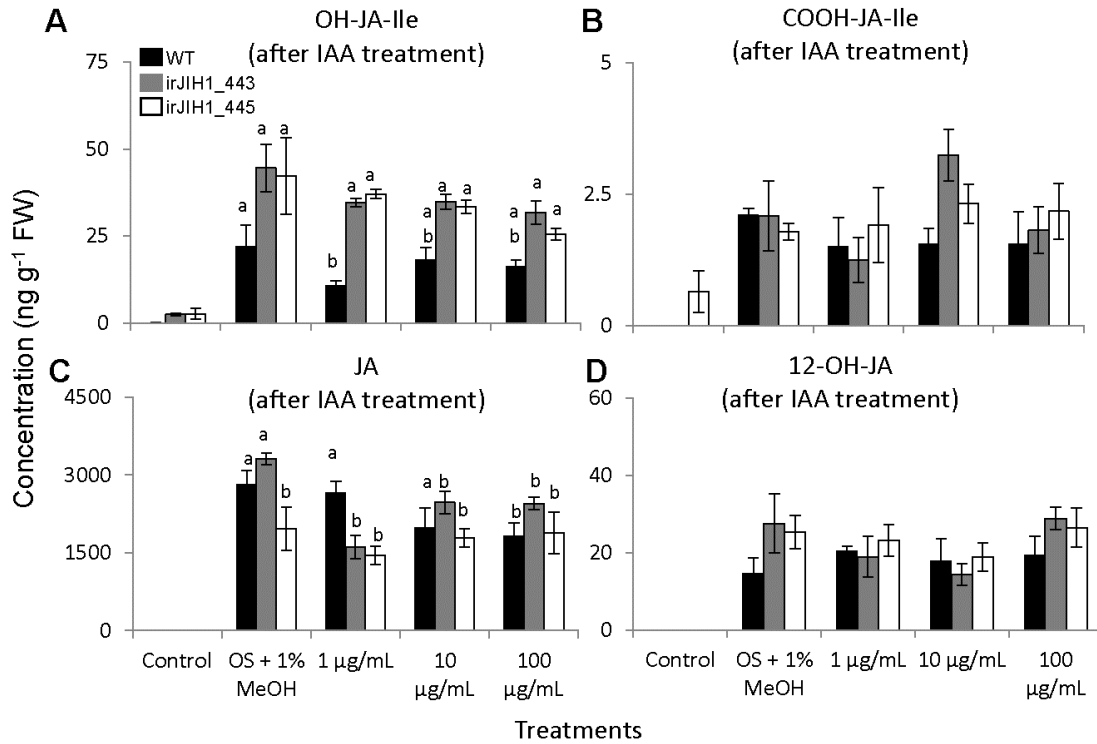 A
OH-JA-Ile
(after IAA treatment)
75
50
25
0
WT
irJIH1_443
irJIH1_445
a
a
a
b
a
a
a
b
a
a
a
b
a
a
B
COOH-JA-Ile
(after IAA treatment)
5
2.5
0
C
JA
(after IAA treatment)
4500
3000
1500
0
a
a
b
a
b
b
a
b
b
b
b
b
Control
OS + 1% MeOH
1 µg/mL
10 µg/mL
100 µg/mL
D
12-OH-JA
(after IAA treatment)
60
40
20
0
Control
OS + 1% MeOH
1 µg/mL
10 µg/mL
100 µg/mL
Concentration (ng g⁻¹ FW)
Treatments